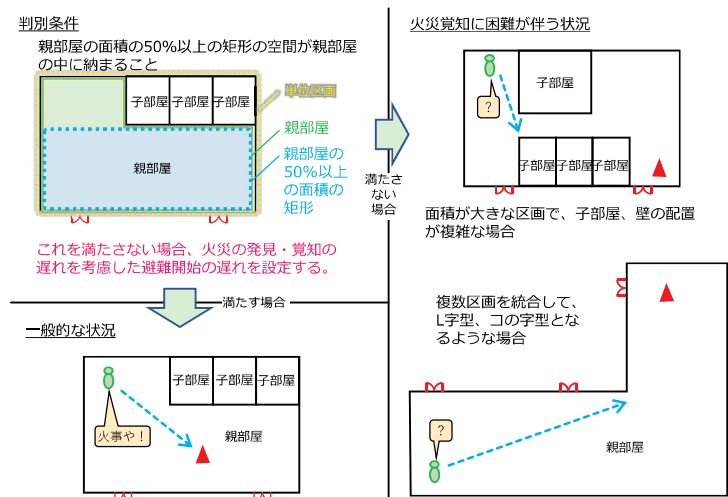 判別条件
親部屋の面積の50%以上の矩形の空間が親部屋
の中に納まること
子部屋
子部屋
子部屋
単位区画
親部屋
親部屋
親部屋の
50%以上
の面積の
矩形
これを満たさない場合、火災の発見・覚知の
遅れを考慮した避難開始の遅れを設定する。
満たさ
ない
場合
満たす場合
一般的な状況
子部屋
子部屋
子部屋
火事や！
親部屋
火災覚知に困難が伴う状況
子部屋
？
子部屋
子部屋
子部屋
面積が大きな区画で、子部屋、壁の配置
が複雑な場合
複数区画を統合して、
L字型、コの字型とな
るような場合
？
親部屋